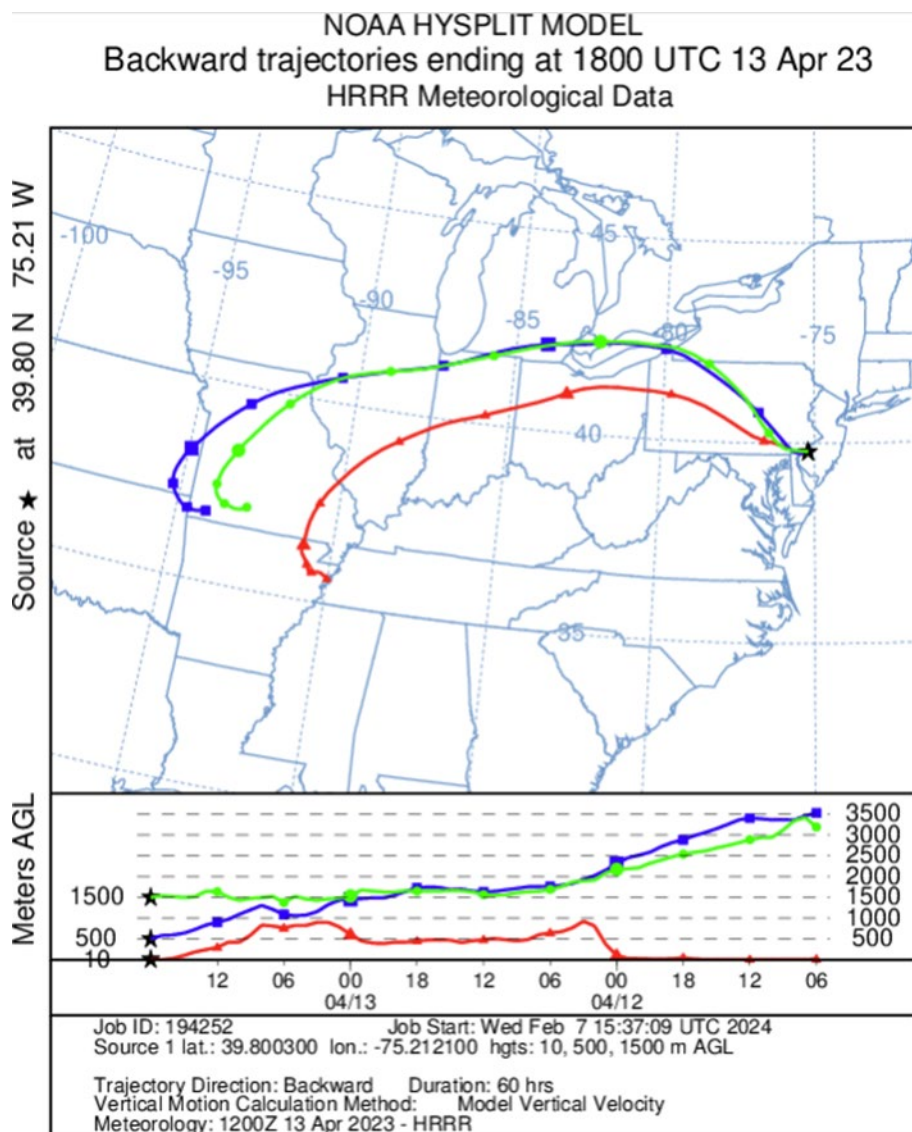 NOAA HYSPLIT MODEL
Backward trajectories ending at 1800 UTC 13 Apr 23
HRRR Meteorological Data
Source ★ at 39.80 N 75.21 W
-100
-95
-90
-85
-80
-75
45
40
35
Meters AGL
1500
500
10
3500
3000
2500
2000
1500
1000
500
12 06 00 18 12 06 00 18 12 06
04/13 04/12
Job ID: 194252 Job Start: Wed Feb 7 15:37:09 UTC 2024
Source 1 lat.: 39.800300 lon.: -75.212100 hgts: 10, 500, 1500 m AGL
Trajectory Direction: Backward Duration: 60 hrs
Vertical Motion Calculation Method: Model Vertical Velocity
Meteorology: 1200Z 13 Apr 2023 - HRRR